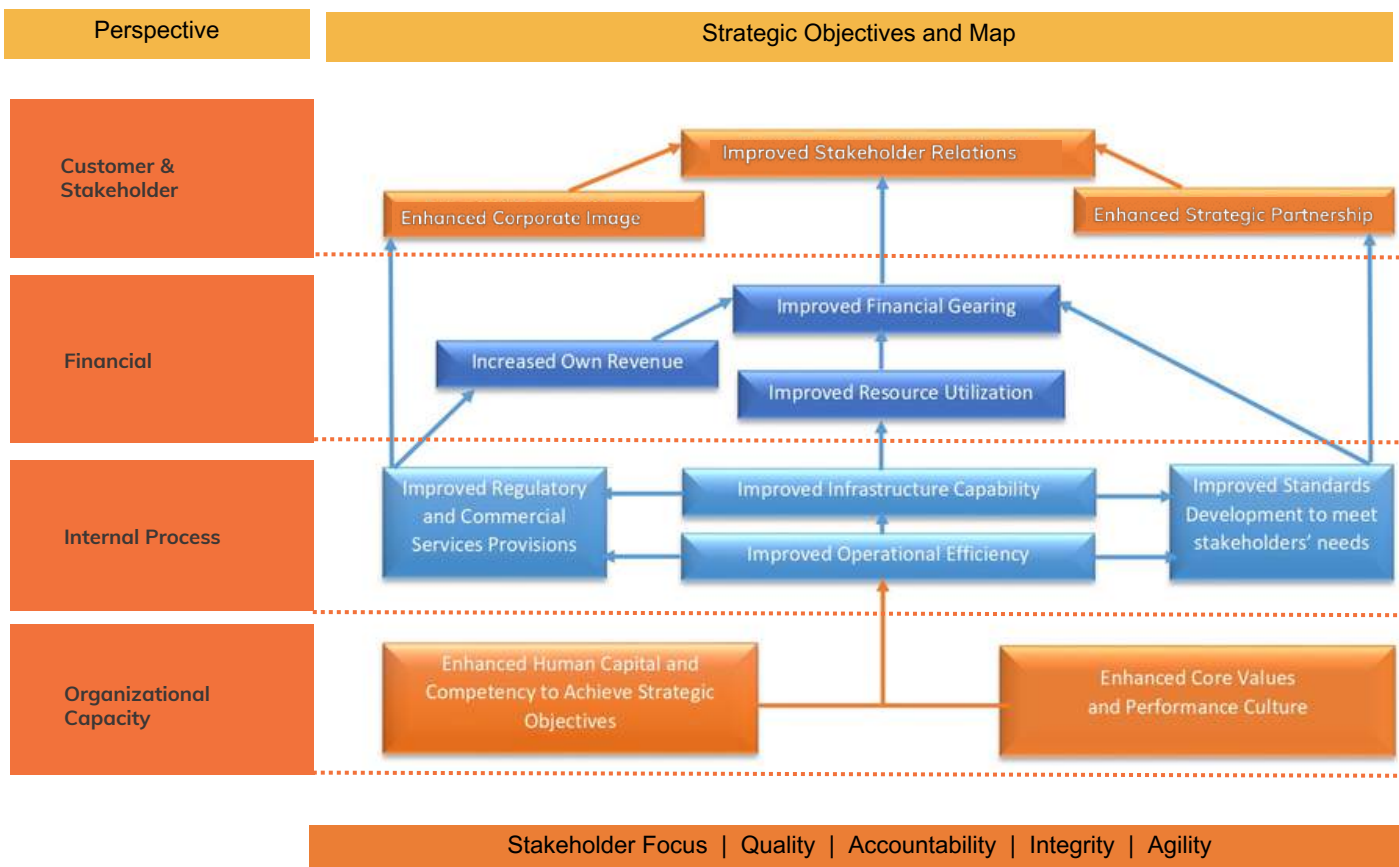 Perspective
Strategic Objectives and Map
Customer &
Stakeholder
Improved Stakeholder Relations
Enhanced Corporate Image
Enhanced Strategic Partnership
Financial
Improved Financial Gearing
Increased Own Revenue
Improved Resource Utilization
Internal Process
Improved Regulatory
and Commercial
Services Provisions
Improved Infrastructure Capability
Improved Operational Efficiency
Improved Standards
Development to meet
stakeholders’ needs
Organizational
Capacity
Enhanced Human Capital and
Competency to Achieve Strategic
Objectives
Enhanced Core Values
and Performance Culture
Stakeholder Focus | Quality | Accountability | Integrity | Agility